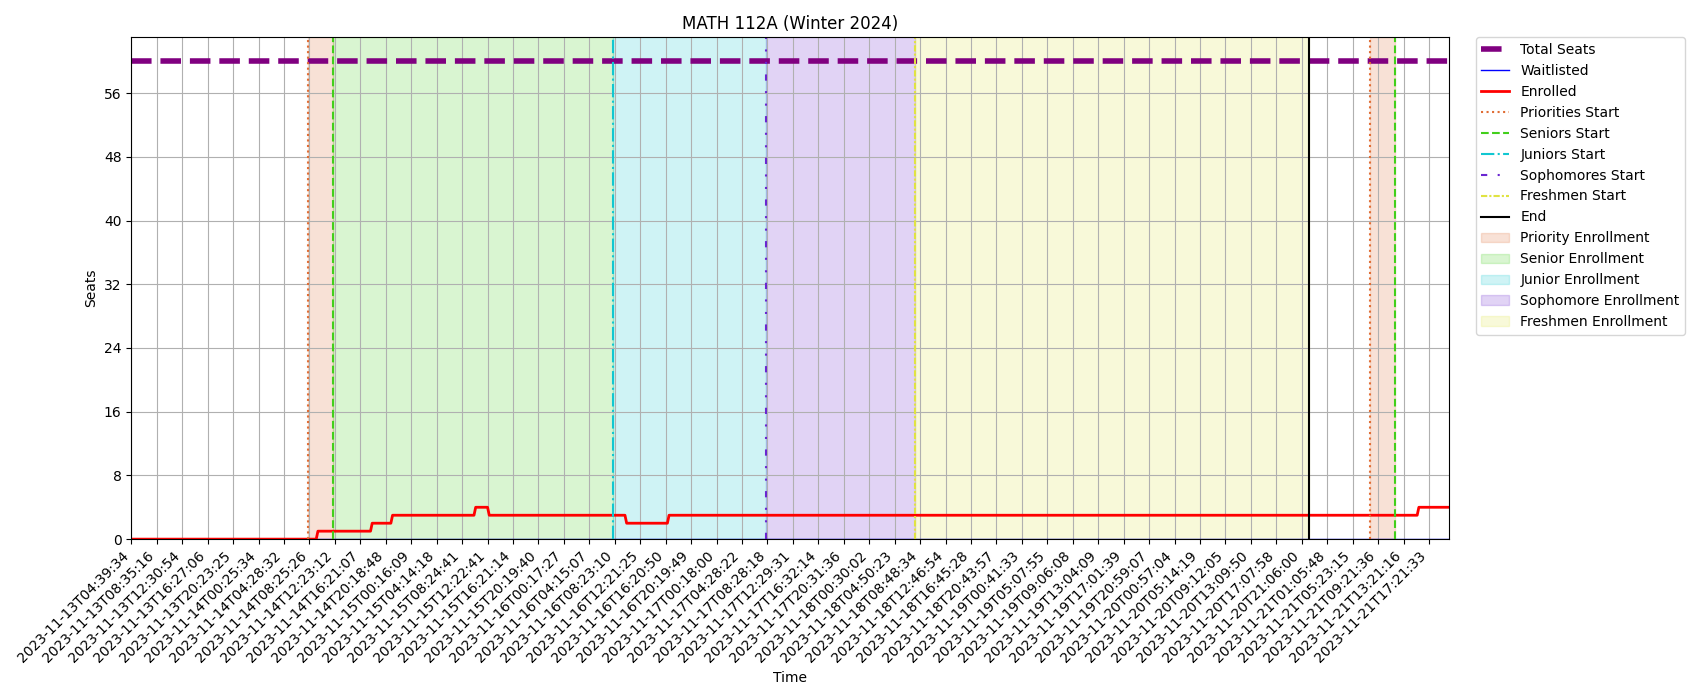 MATH 112A (Winter 2024)
Total Seats
Waitlisted
Enrolled
Priorities Start
Seniors Start
Juniors Start
Sophomores Start
Freshmen Start
End
Priority Enrollment
Senior Enrollment
Junior Enrollment
Sophomore Enrollment
Freshmen Enrollment
Seats
56
48
40
32
24
16
8
0
2023-11-13T04:39:34
2023-11-13T08:35:16
2023-11-13T12:30:54
2023-11-13T16:27:06
2023-11-13T20:23:25
2023-11-14T00:25:34
2023-11-14T04:28:32
2023-11-14T08:25:26
2023-11-14T12:23:12
2023-11-14T16:21:07
2023-11-14T20:18:48
2023-11-15T00:16:09
2023-11-15T04:14:18
2023-11-15T08:24:41
2023-11-15T12:22:41
2023-11-15T16:21:14
2023-11-15T20:19:40
2023-11-16T00:17:27
2023-11-16T04:15:07
2023-11-16T08:23:10
2023-11-16T12:21:25
2023-11-16T16:20:50
2023-11-16T20:19:49
2023-11-17T00:18:00
2023-11-17T04:28:22
2023-11-17T08:28:18
2023-11-17T12:29:31
2023-11-17T16:32:14
2023-11-17T20:31:36
2023-11-18T00:30:02
2023-11-18T04:50:23
2023-11-18T08:48:34
2023-11-18T12:46:54
2023-11-18T16:45:28
2023-11-18T20:43:57
2023-11-19T00:41:33
2023-11-19T05:07:55
2023-11-19T09:06:08
2023-11-19T13:04:09
2023-11-19T17:01:39
2023-11-19T20:59:07
2023-11-20T00:57:04
2023-11-20T05:14:19
2023-11-20T09:12:05
2023-11-20T13:09:50
2023-11-20T17:07:58
2023-11-20T21:06:00
2023-11-21T01:05:48
2023-11-21T05:23:15
2023-11-21T09:21:36
2023-11-21T13:21:16
2023-11-21T17:21:33
Time